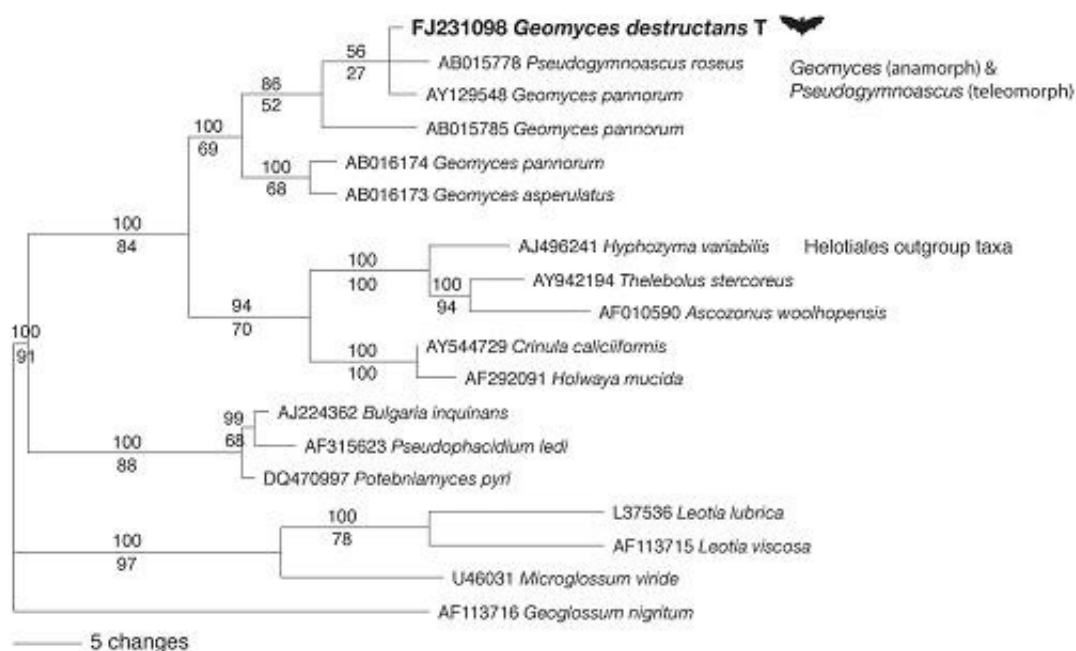 FJ231098 Geomyces destructans T
56
27
AB015778 Pseudogymnoascus roseus
Geomyces (anamorph) &
Pseudogymnoascus (teleomorph)
86
52
AY129548 Geomyces pannorum
AB015785 Geomyces pannorum
100
69
AB016174 Geomyces pannorum
100
68
AB016173 Geomyces asperulatus
100
84
AJ496241 Hyphozyma variabilis
Helotiales outgroup taxa
100
100
AY942194 Thelebolus stercoreus
100
94
AF010590 Ascozonus woolhopensis
94
70
100
91
AY544729 Crinula caliciiformis
100
100
AF292091 Holwaya mucida
AJ224362 Bulgaria inquinans
99
68
AF315623 Pseudophacidium ledi
100
88
DQ470997 Potebniamyces pyri
L37536 Leotia lubrica
100
78
AF113715 Leotia viscosa
100
97
U46031 Microglossum viride
AF113716 Geoglossum nigritum
5 changes